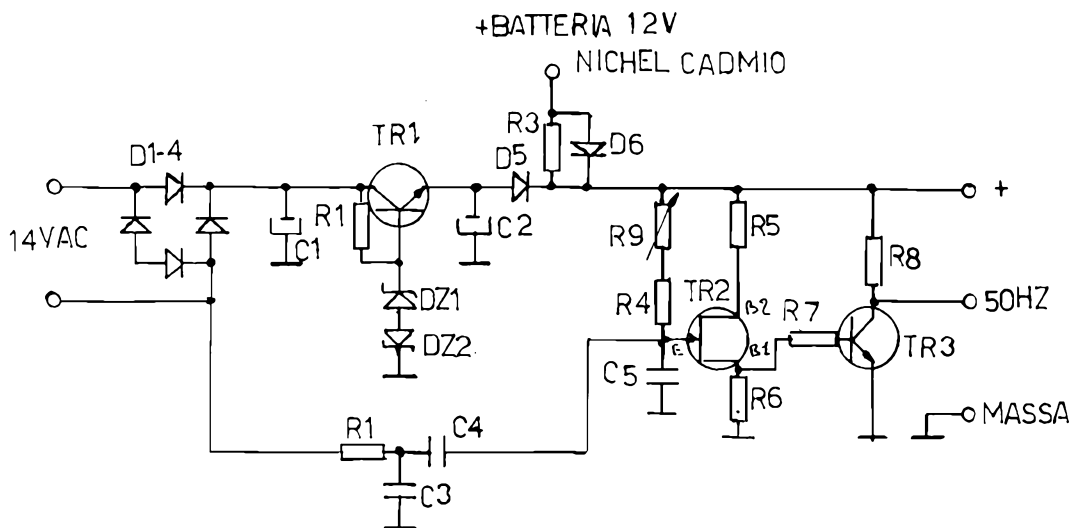 +BATTERIA 12V
NICHEL CADMIO
R3
D6
TR1
D1-4
D5
+
14VAC
R1
C1
C2
R9
R5
R8
DZ1
R4
TR2
B2
50HZ
R7
DZ2
E
B1
TR3
C5
R6
MASSA
R1
C4
C3